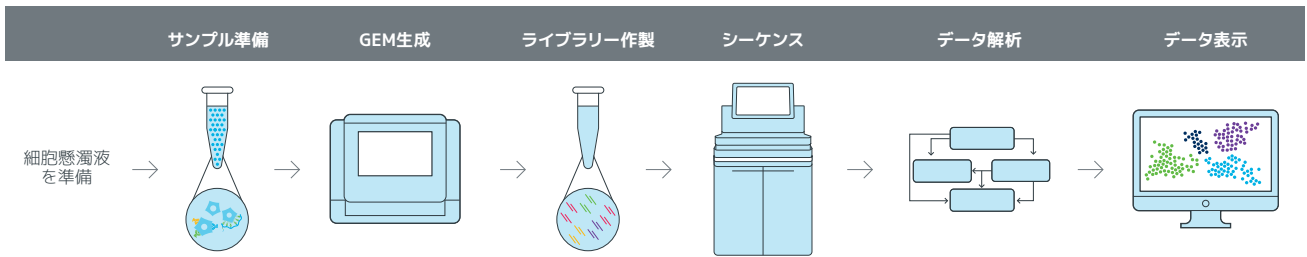 サンプル準備
GEM生成
ライブラリー作製
シーケンス
データ解析
データ表示
細胞懸濁液
を準備